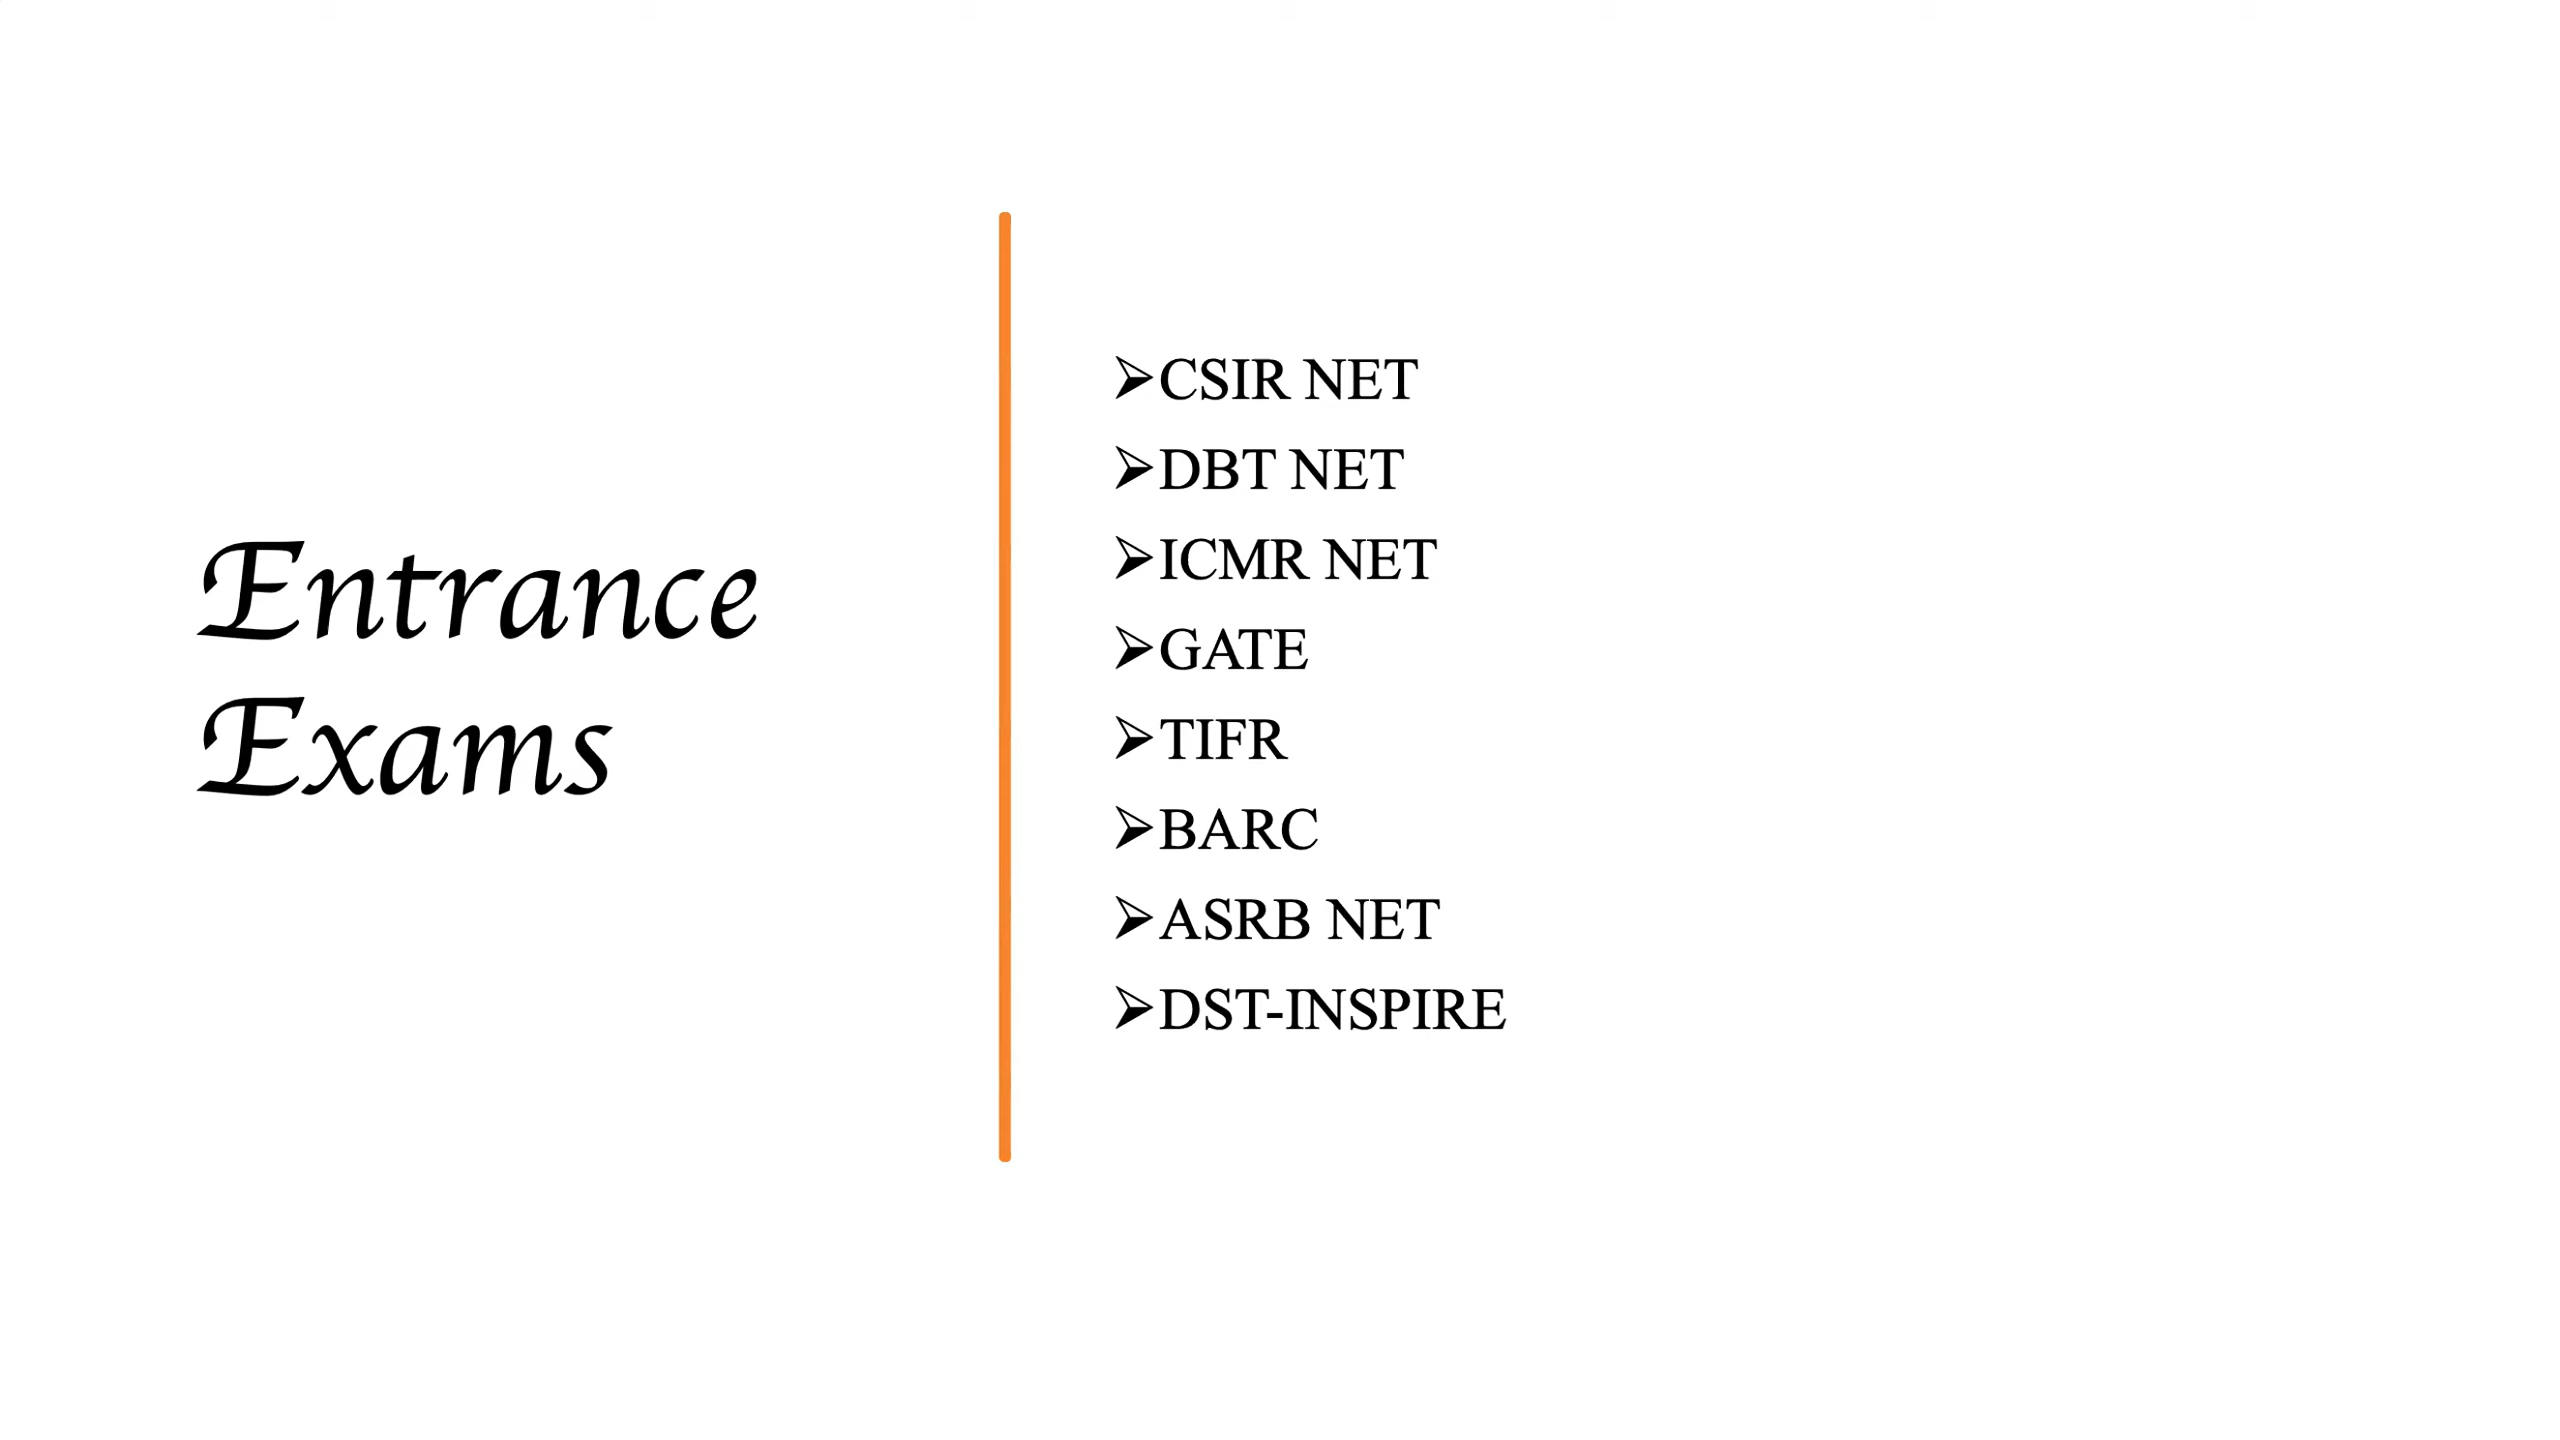 Entrance
Exams
➢CSIR NET
➢DBT NET
➢ICMR NET
➢GATE
➢TIFR
➢BARC
➢ASRB NET
➢DST-INSPIRE